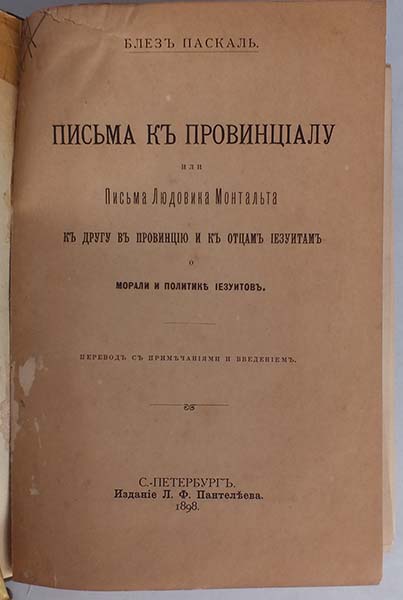 БЛЕЗЪ ПАСКАЛЬ.
ПИСЬМА КЪ ПРОВИНЦІАЛУ
ИЛИ
Письма Людовика Монтальта
КЪ ДРУГУ ВЪ ПРОВИНЦІЮ И КЪ ОТЦАМЪ ІЕЗУИТАМЪ
О
МОРАЛИ И ПОЛИТИКѢ ІЕЗУИТОВЪ.
ПЕРЕВОДЪ СЪ ПРИМѢЧАНІЯМИ И ВВЕДЕНІЕМЪ.
С.-ПЕТЕРБУРГЪ.
Изданіе Л. Ф. Пантелѣева.
1898.